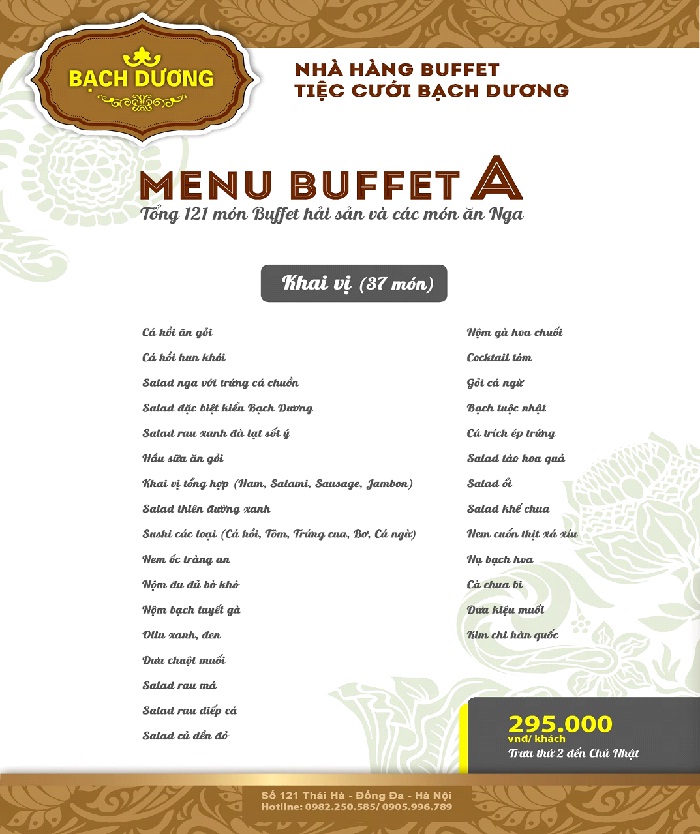 BẠCH DƯƠNG
NHÀ HÀNG BUFFET
TIỆC CƯỚI BẠCH DƯƠNG
MENU BUFFET A
Tổng 121 món Buffet hải sản và các món ăn Nga
Khai vị (37 món)
Cá hồi ăn gỏi
Cá hồi hun khói
Salad nga với trứng cá chuồn
Salad đặc biệt kiểu Bạch Dương
Salad rau xanh đà lạt sốt ý
Hàu sữa ăn gỏi
Khai vị tổng hợp (Ham, Salami, Sausage, Jambon)
Salad thiên đường xanh
Sushi các loại (Cá hồi, Tôm, Trứng cua, Bơ, Cá ngừ)
Nem ốc tràng an
Nộm đu đủ bò khô
Nộm bạch tuyết gà
Oliu xanh, đen
Dưa chuột muối
Salad rau má
Salad rau diếp cá
Salad củ dền đỏ
Nộm gà hoa chuối
Cocktail tôm
Gỏi cá ngừ
Bạch tuộc nhật
Cá trích ép trứng
Salad táo hoa quả
Salad ổi
Salad khế chua
Nem cuốn thịt xá xíu
Nụ bạch hoa
Cà chua bi
Dưa kiệu muối
Kim chi hàn quốc
295.000
vnđ/ khách
Trưa thứ 2 đến Chủ Nhật
Số 121 Thái Hà - Đống Đa - Hà Nội
Hotline: 0982.250.585/ 0905.996.789